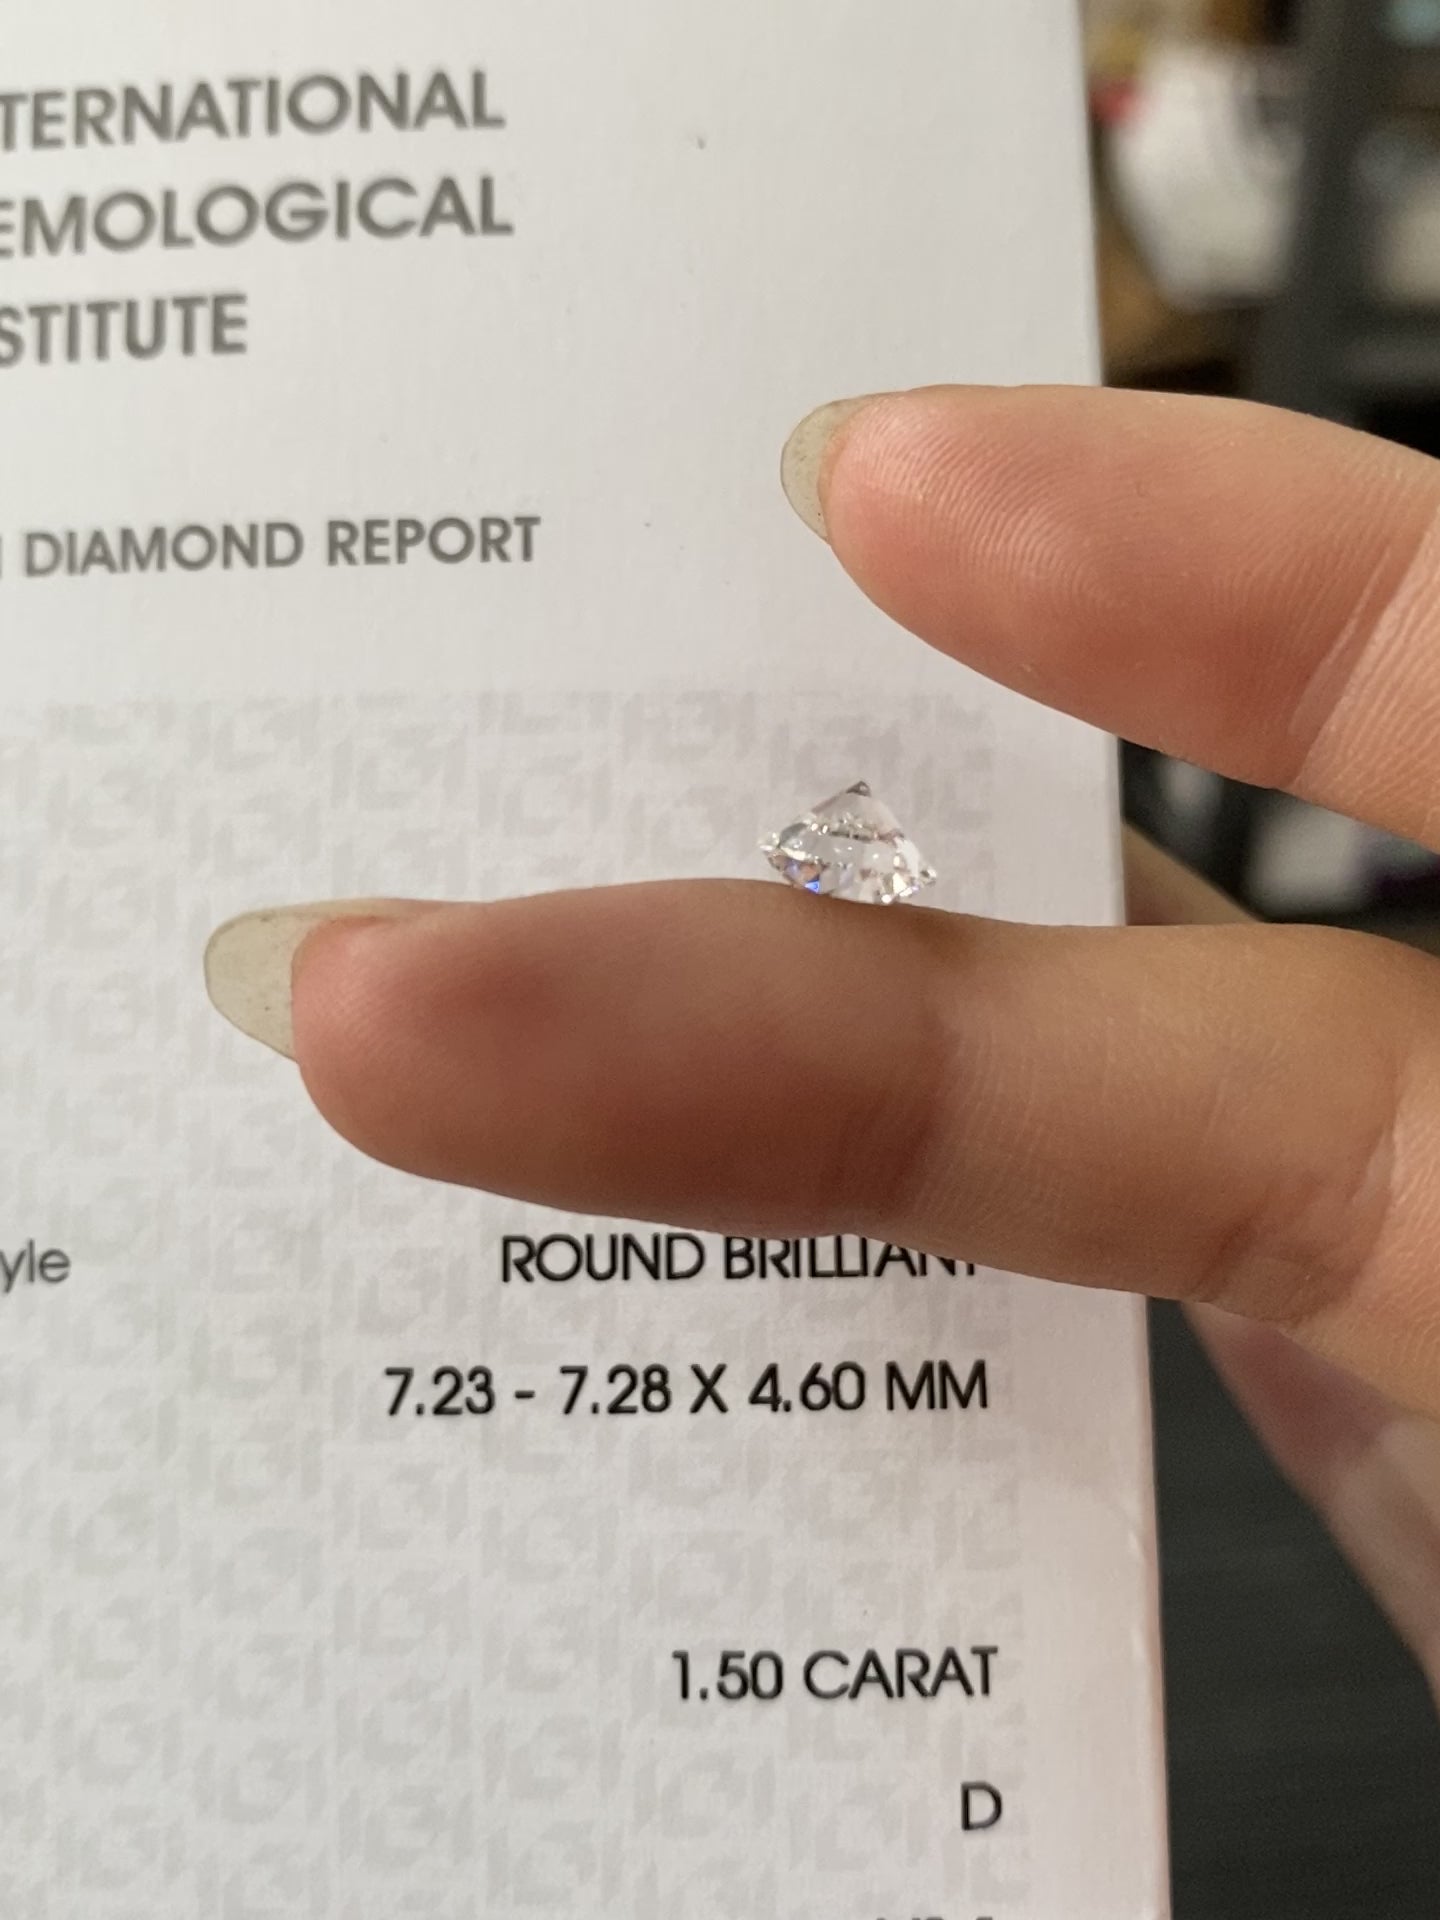 TERNATIONAL
EMOLOGICAL
STITUTE
DIAMOND REPORT
yle ROUND BRILLIANT
7.23 - 7.28 X 4.60 MM
1.50 CARAT
D